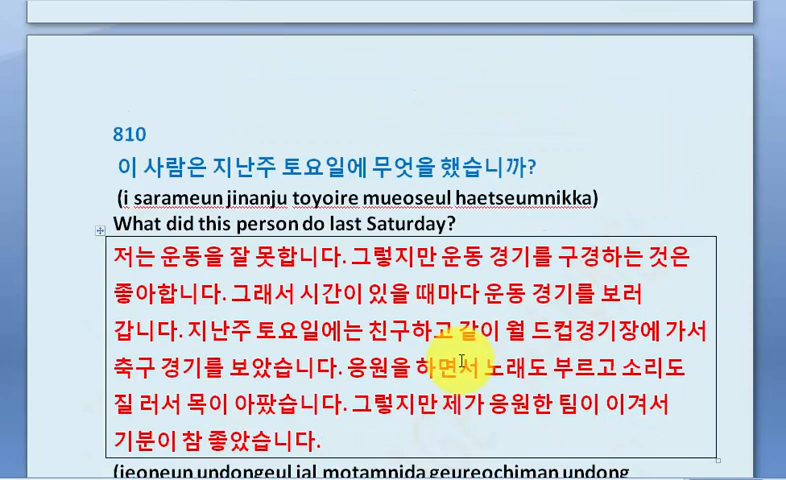 810
이 사람은 지난주 토요일에 무엇을 했습니까?
(i sarameun jinanju toyoire mueoseul haetseumnikka)
What did this person do last Saturday?
저는 운동을 잘 못합니다. 그렇지만 운동 경기를 구경하는 것은
좋아합니다. 그래서 시간이 있을 때마다 운동 경기를 보러
갑니다. 지난주 토요일에는 친구하고 같이 월 드컵경기장에 가서
축구 경기를 보았습니다. 응원을 하면서 노래도 부르고 소리도
질 러서 목이 아팠습니다. 그렇지만 제가 응원한 팀이 이겨서
기분이 참 좋았습니다.
(jeoneun undongeul jal motamnida geureochiman undong